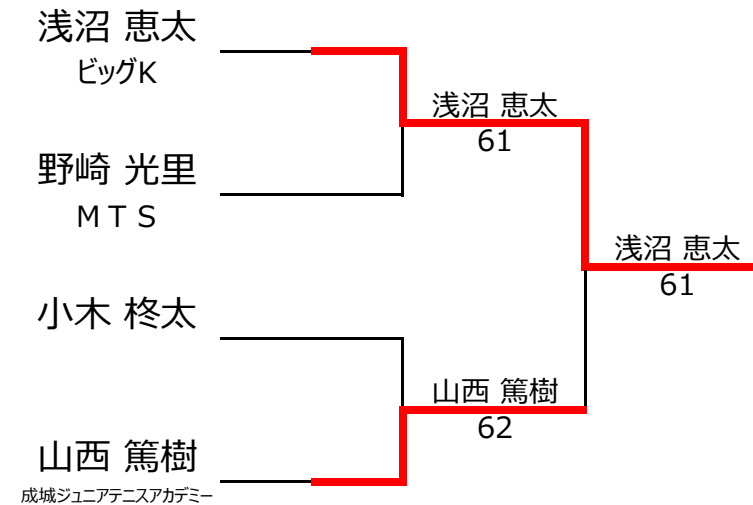 浅沼 恵太
ビッグK
浅沼 恵太
61
野崎 光里
ＭＴＳ
浅沼 恵太
61
小木 柊太
山西 篤樹
62
山西 篤樹
成城ジュニアテニスアカデミー